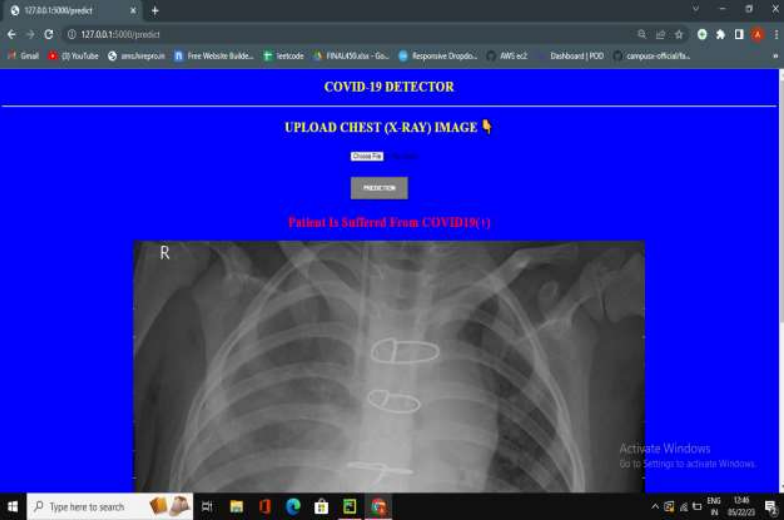 127.0.0.1:5000/predict
127.0.0.1:5000/predict
Gmail (3) YouTube Free Website Builde... leetcode FINAL450.xlsx - Go... Responsive Dropdo... AWS ec2 Dashboard | POD campusx-official/fa...
COVID-19 DETECTOR
UPLOAD CHEST (X-RAY) IMAGE 👇
Choose File
PREDICTION
Patient Is Suffered From COVID19(+)
R
Activate Windows
Go to Settings to activate Windows.
Type here to search
ENG 12:46
IN 05/22/23